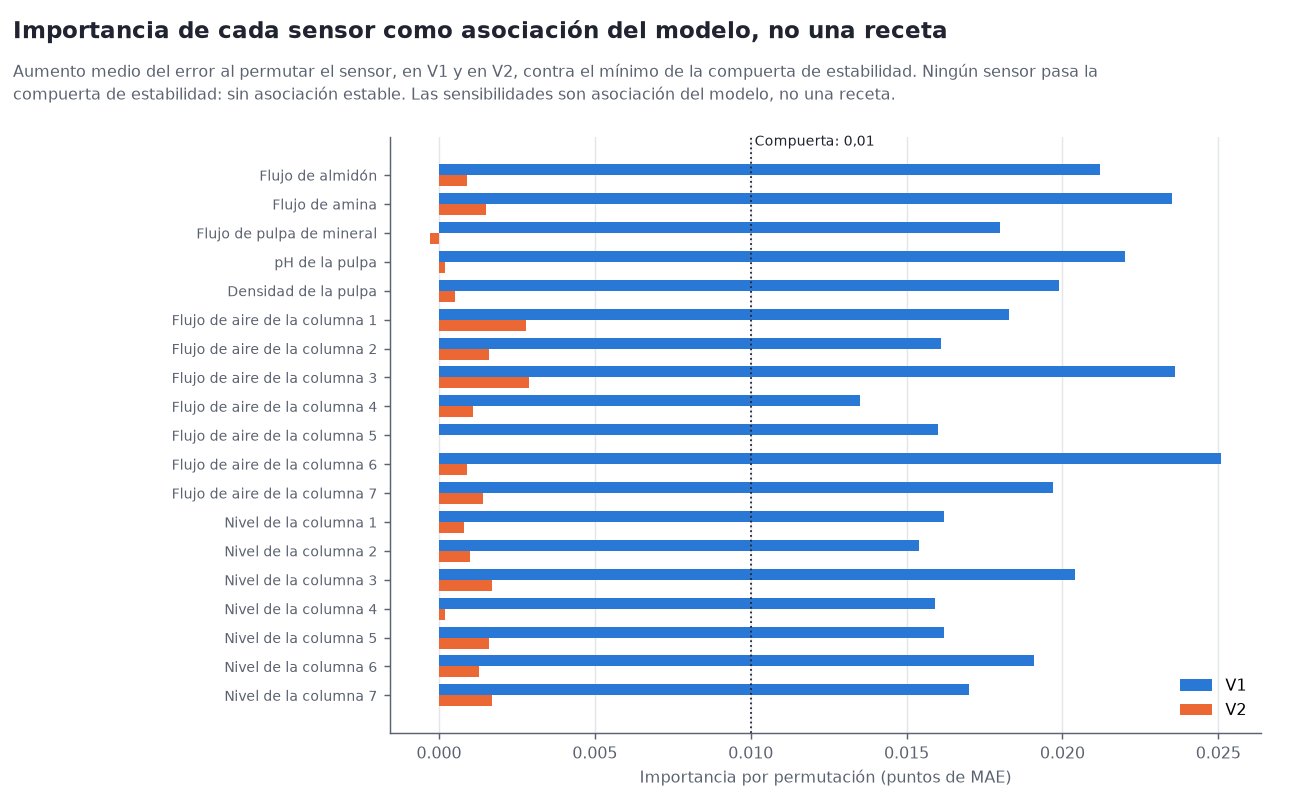 Importancia de cada sensor como asociación del modelo, no una receta
Aumento medio del error al permutar el sensor, en V1 y en V2, contra el mínimo de la compuerta de estabilidad. Ningún sensor pasa la
compuerta de estabilidad: sin asociación estable. Las sensibilidades son asociación del modelo, no una receta.
Compuerta: 0,01
Flujo de almidón
Flujo de amina
Flujo de pulpa de mineral
pH de la pulpa
Densidad de la pulpa
Flujo de aire de la columna 1
Flujo de aire de la columna 2
Flujo de aire de la columna 3
Flujo de aire de la columna 4
Flujo de aire de la columna 5
Flujo de aire de la columna 6
Flujo de aire de la columna 7
Nivel de la columna 1
Nivel de la columna 2
Nivel de la columna 3
Nivel de la columna 4
Nivel de la columna 5
Nivel de la columna 6
Nivel de la columna 7
V1
V2
0.000 0.005 0.010 0.015 0.020 0.025
Importancia por permutación (puntos de MAE)